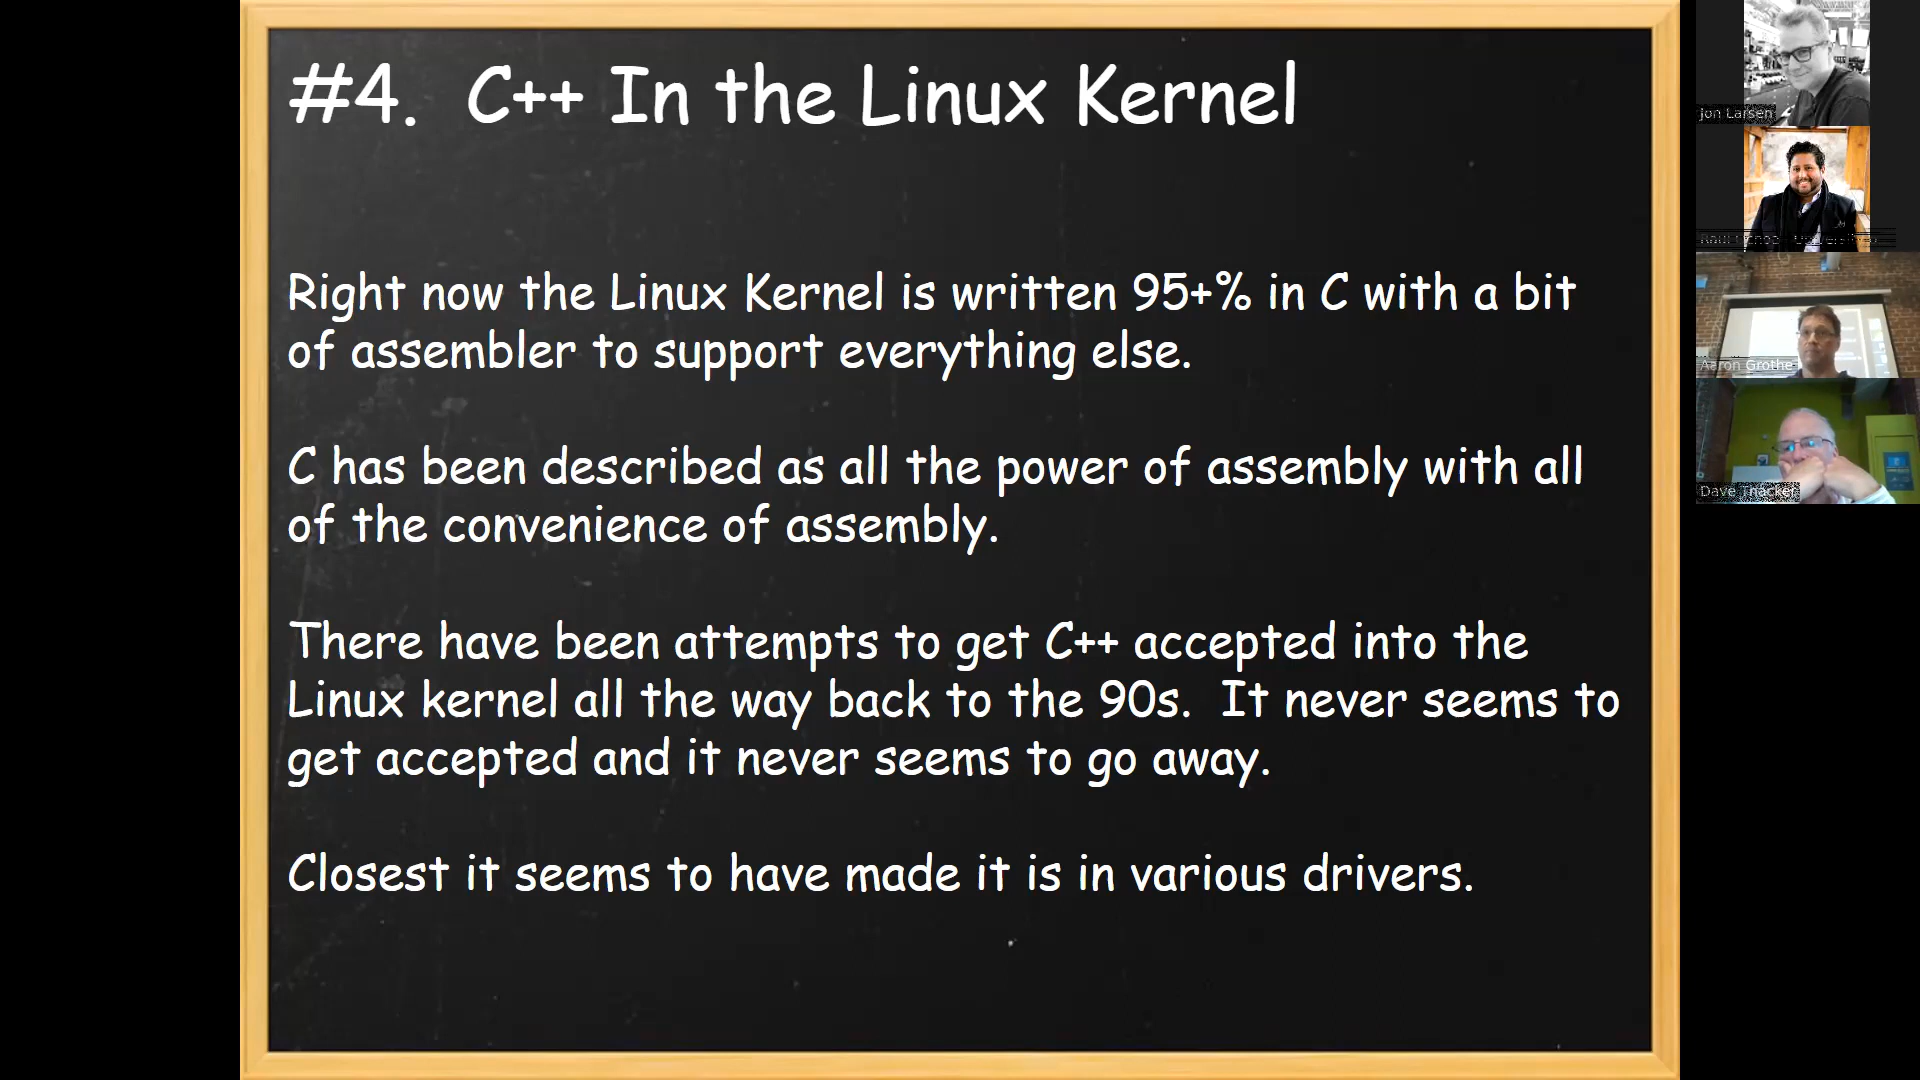 #4. C++ In the Linux Kernel
Right now the Linux Kernel is written 95+% in C with a bit
of assembler to support everything else.
C has been described as all the power of assembly with all
of the convenience of assembly.
There have been attempts to get C++ accepted into the
Linux kernel all the way back to the 90s. It never seems to
get accepted and it never seems to go away.
Closest it seems to have made it is in various drivers.
Jon Larsen
Aaron Grothe
Dave Thacker